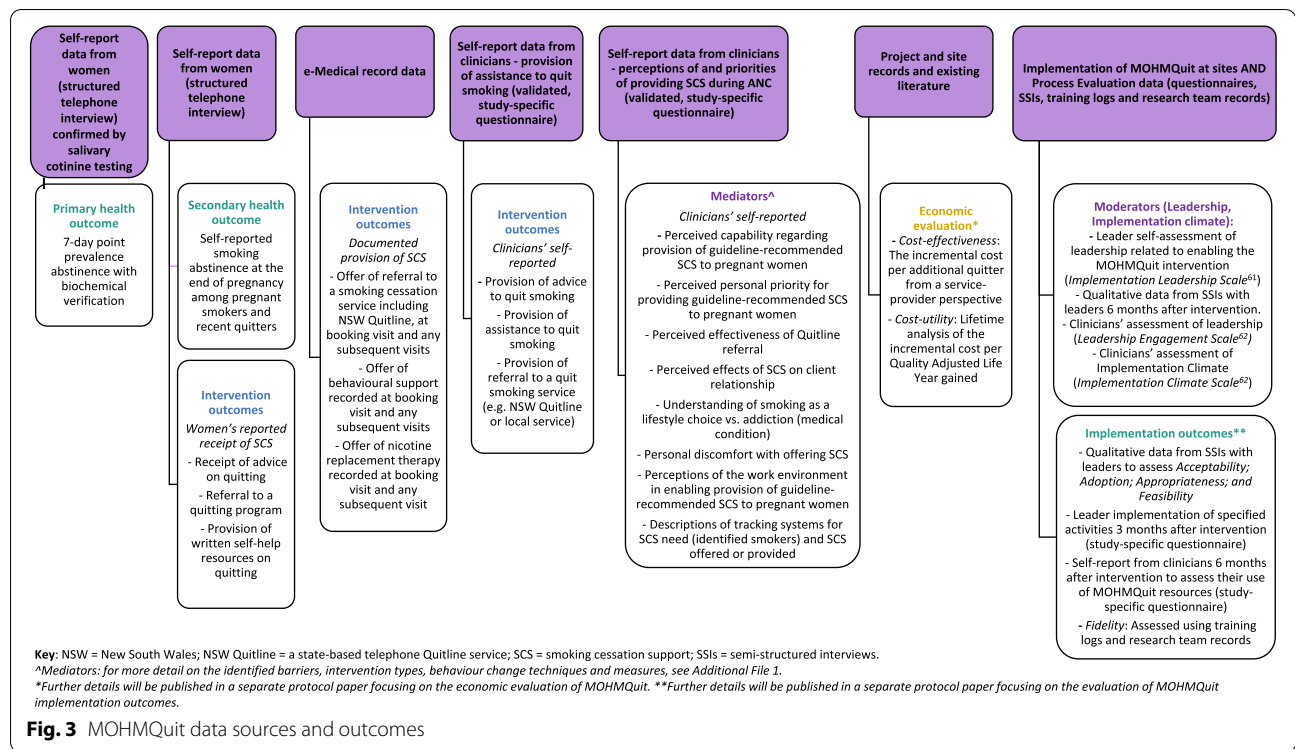 Self-report
data from
women
(structured
telephone
interview)
confirmed by
salivary
cotinine testing
Primary health
outcome
7-day point
prevalence
abstinence with
biochemical
verification
Self-report data
from women
(structured
telephone
interview)
Secondary health
outcome
Self-reported
smoking
abstinence at the
end of pregnancy
among pregnant
smokers and
recent quitters
Intervention
outcomes
Women's reported
receipt of SCS
- Receipt of advice
on quitting
- Referral to a
quitting program
- Provision of
written self-help
resources on
quitting
e-Medical record data
Intervention
outcomes
Documented
provision of SCS
- Offer of referral to
a smoking cessation
service including
NSW Quitline, at
booking visit and any
subsequent visits
- Offer of
behavioural support
recorded at booking
visit and any
subsequent visits
- Offer of nicotine
replacement therapy
recorded at booking
visit and any
subsequent visit
Self-report data from
clinicians - provision
of assistance to quit
smoking (validated,
study-specific
questionnaire)
Intervention
outcomes
Clinicians' self-
reported
- Provision of advice
to quit smoking
- Provision of
assistance to quit
smoking
- Provision of
referral to a quit
smoking service
(e.g. NSW Quitline
or local service)
Self-report data from clinicians
- perceptions of and priorities
of providing SCS during ANC
(validated, study-specific
questionnaire)
Mediators^
Clinicians' self-reported
- Perceived capability regarding
provision of guideline-recommended
SCS to pregnant women
- Perceived personal priority for
providing guideline-recommended SCS
to pregnant women
- Perceived effectiveness of Quitline
referral
- Perceived effects of SCS on client
relationship
- Understanding of smoking as a
lifestyle choice vs. addiction (medical
condition)
- Personal discomfort with offering SCS
- Perceptions of the work environment
in enabling provision of guideline-
recommended SCS to pregnant women
- Descriptions of tracking systems for
SCS need (identified smokers) and SCS
offered or provided
Project and site
records and existing
literature
Economic
evaluation*
- Cost-effectiveness:
The incremental cost
per additional quitter
from a service-
provider perspective
- Cost-utility: Lifetime
analysis of the
incremental cost per
Quality Adjusted Life
Year gained
Implementation of MOHMQuit at sites AND
Process Evaluation data (questionnaires,
SSIs, training logs and research team records)
Moderators (Leadership,
Implementation climate):
- Leader self-assessment of
leadership related to enabling the
MOHMQuit intervention
(Implementation Leadership Scale61)
- Qualitative data from SSIs with
leaders 6 months after intervention.
- Clinicians' assessment of leadership
(Leadership Engagement Scale62)
- Clinicians' assessment of
Implementation Climate
(Implementation Climate Scale62)
Implementation outcomes**
- Qualitative data from SSIs with
leaders to assess Acceptability;
Adoption; Appropriateness; and
Feasibility
- Leader implementation of specified
activities 3 months after intervention
(study-specific questionnaire)
- Self-report from clinicians 6 months
after intervention to assess their use
of MOHMQuit resources (study-
specific questionnaire)
- Fidelity: Assessed using training
logs and research team records
Key: NSW = New South Wales; NSW Quitline = a state-based telephone Quitline service; SCS = smoking cessation support; SSIs = semi-structured interviews.
^Mediators: for more detail on the identified barriers, intervention types, behaviour change techniques and measures, see Additional File 1.
*Further details will be published in a separate protocol paper focusing on the economic evaluation of MOHMQuit. **Further details will be published in a separate protocol paper focusing on the evaluation of MOHMQuit
implementation outcomes.
Fig. 3 MOHMQuit data sources and outcomes